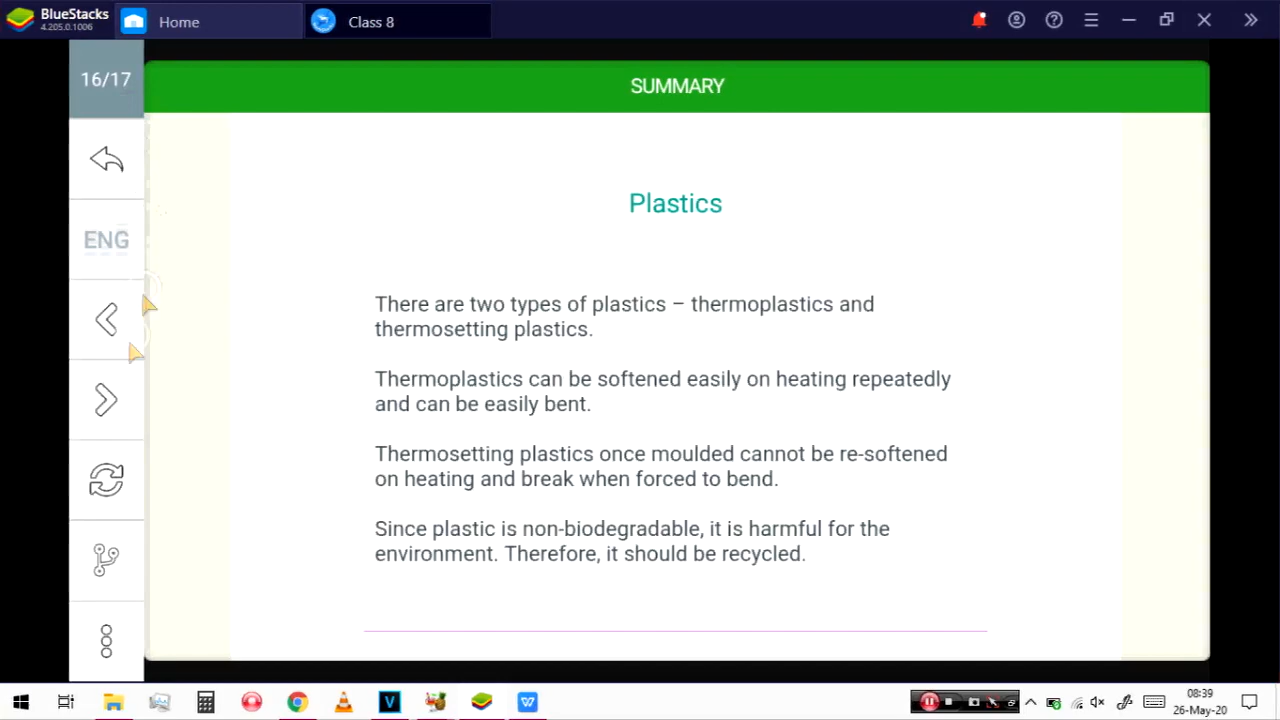 BlueStacks
4.205.0.1006
Home
Class 8
16/17
SUMMARY
ENG
Plastics
There are two types of plastics – thermoplastics and
thermosetting plastics.
Thermoplastics can be softened easily on heating repeatedly
and can be easily bent.
Thermosetting plastics once moulded cannot be re-softened
on heating and break when forced to bend.
Since plastic is non-biodegradable, it is harmful for the
environment. Therefore, it should be recycled.
08:39
26-May-20